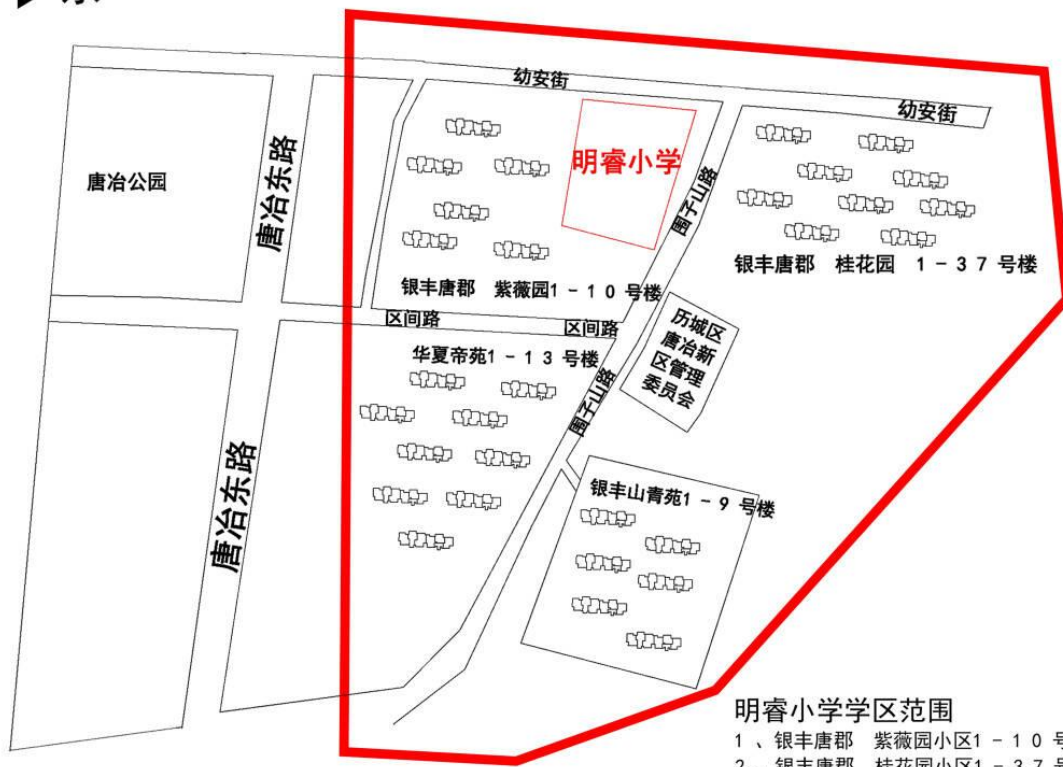 幼安街
幼安街
唐冶公园
唐冶东路
明睿小学
围子山路
银丰唐郡 桂花园 1-37号楼
银丰唐郡 紫薇园1-10号楼
区间路
区间路
历城区
唐冶新
区管理
委员会
华夏帝苑1-13号楼
围子山路
唐冶东路
银丰山青苑1-9号楼
明睿小学学区范围
1、银丰唐郡 紫薇园小区1-10号